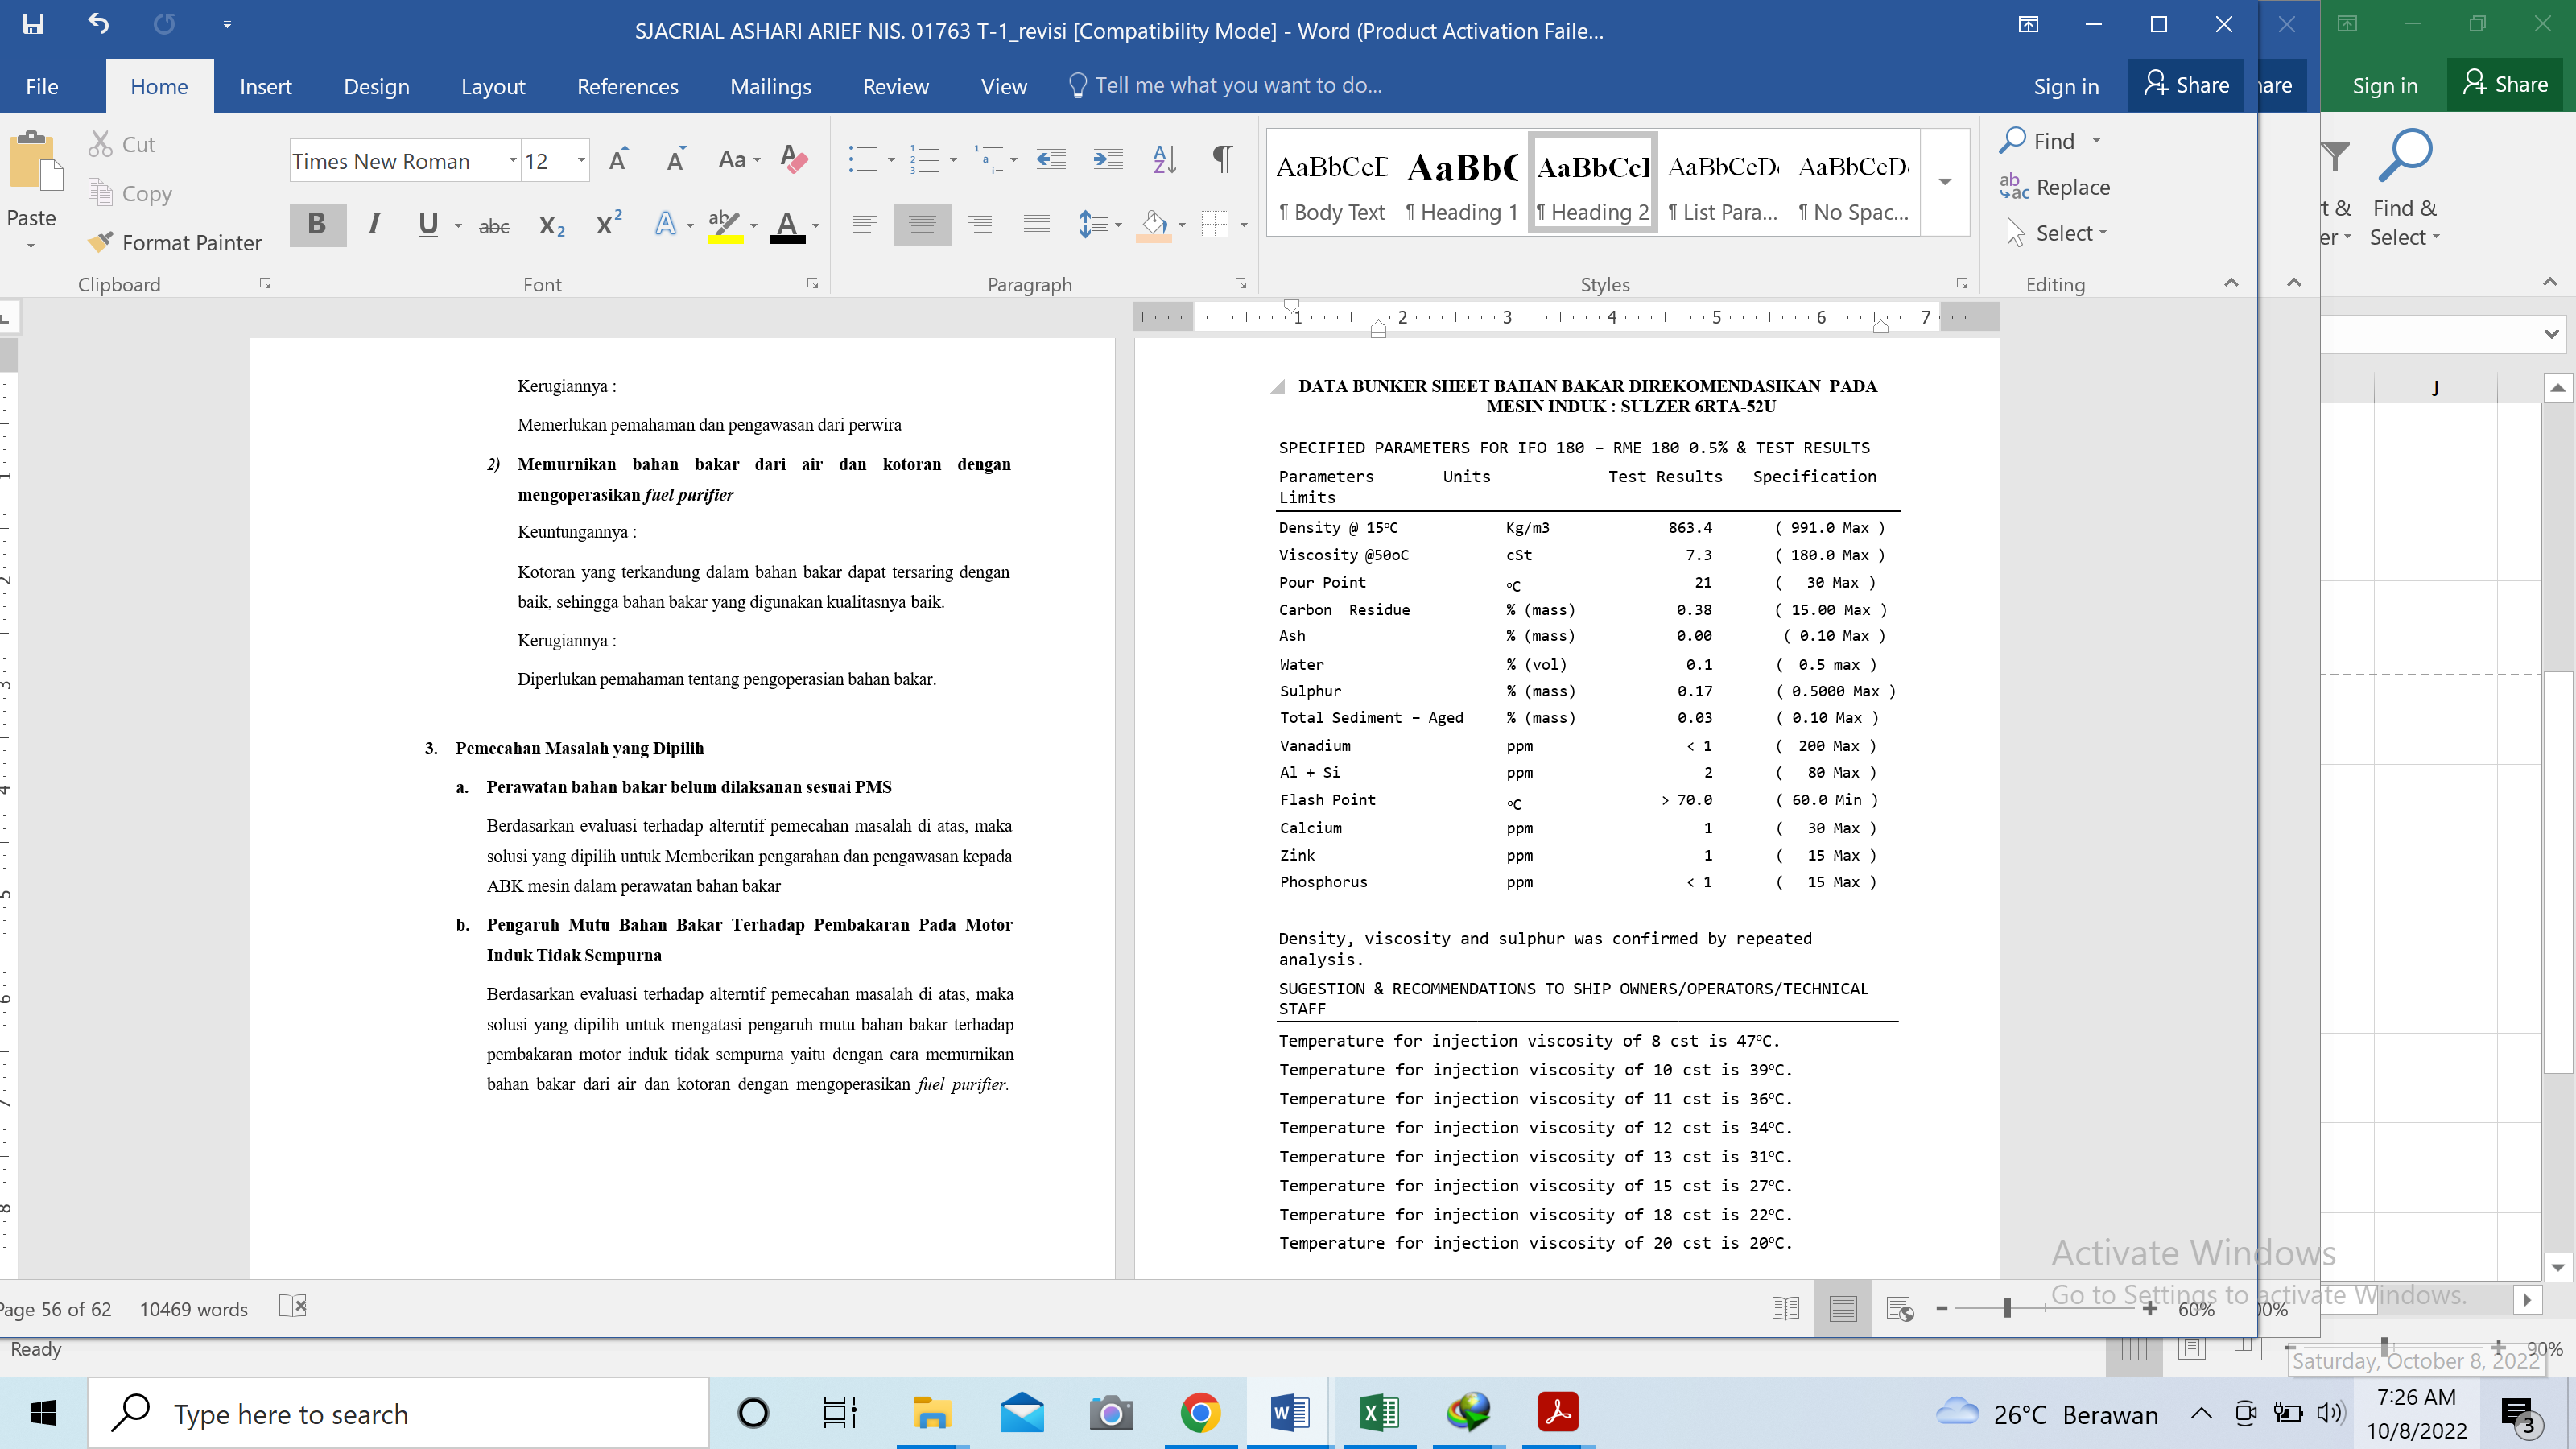 SJACRIAL ASHARI ARIEF NIS. 01763 T-1_revisi [Compatibility Mode] - Word (Product Activation Faile...
File Home Insert Design Layout References Mailings Review View Tell me what you want to do... Sign in Share Sign in Share
Paste
Cut
Copy
Format Painter
Clipboard
Times New Roman 12
Font
Paragraph
AaBbCcD AaBbC AaBbCcI AaBbCcD AaBbCcD
¶ Body Text ¶ Heading 1 ¶ Heading 2 ¶ List Para... ¶ No Spac...
Styles
Find
Replace
Select
Editing
Find &
Select
1 2 3 4 5 6 7
J
Kerugiannya :
Memerlukan pemahaman dan pengawasan dari perwira
2) Memurnikan bahan bakar dari air dan kotoran dengan
mengoperasikan fuel purifier
Keuntungannya :
Kotoran yang terkandung dalam bahan bakar dapat tersaring dengan
baik, sehingga bahan bakar yang digunakan kualitasnya baik.
Kerugiannya :
Diperlukan pemahaman tentang pengoperasian bahan bakar.
3. Pemecahan Masalah yang Dipilih
a. Perawatan bahan bakar belum dilaksanan sesuai PMS
Berdasarkan evaluasi terhadap alterntif pemecahan masalah di atas, maka
solusi yang dipilih untuk Memberikan pengarahan dan pengawasan kepada
ABK mesin dalam perawatan bahan bakar
b. Pengaruh Mutu Bahan Bakar Terhadap Pembakaran Pada Motor
Induk Tidak Sempurna
Berdasarkan evaluasi terhadap alterntif pemecahan masalah di atas, maka
solusi yang dipilih untuk mengatasi pengaruh mutu bahan bakar terhadap
pembakaran motor induk tidak sempurna yaitu dengan cara memurnikan
bahan bakar dari air dan kotoran dengan mengoperasikan fuel purifier.
DATA BUNKER SHEET BAHAN BAKAR DIREKOMENDASIKAN PADA
MESIN INDUK : SULZER 6RTA-52U
SPECIFIED PARAMETERS FOR IFO 180 – RME 180 0.5% & TEST RESULTS
Parameters Units Test Results Specification
Limits
Density @ 15oC Kg/m3 863.4 ( 991.0 Max )
Viscosity @50oC cSt 7.3 ( 180.0 Max )
Pour Point oC 21 ( 30 Max )
Carbon Residue % (mass) 0.38 ( 15.00 Max )
Ash % (mass) 0.00 ( 0.10 Max )
Water % (vol) 0.1 ( 0.5 max )
Sulphur % (mass) 0.17 ( 0.5000 Max )
Total Sediment – Aged % (mass) 0.03 ( 0.10 Max )
Vanadium ppm < 1 ( 200 Max )
Al + Si ppm 2 ( 80 Max )
Flash Point oC > 70.0 ( 60.0 Min )
Calcium ppm 1 ( 30 Max )
Zink ppm 1 ( 15 Max )
Phosphorus ppm < 1 ( 15 Max )
Density, viscosity and sulphur was confirmed by repeated
analysis.
SUGESTION & RECOMMENDATIONS TO SHIP OWNERS/OPERATORS/TECHNICAL
STAFF
Temperature for injection viscosity of 8 cst is 47oC.
Temperature for injection viscosity of 10 cst is 39oC.
Temperature for injection viscosity of 11 cst is 36oC.
Temperature for injection viscosity of 12 cst is 34oC.
Temperature for injection viscosity of 13 cst is 31oC.
Temperature for injection viscosity of 15 cst is 27oC.
Temperature for injection viscosity of 18 cst is 22oC.
Temperature for injection viscosity of 20 cst is 20oC.
Activate Windows
Go to Settings to activate Windows.
Page 56 of 62 10469 words 60%
Ready 90%
Saturday, October 8, 2022
Type here to search
26°C Berawan
7:26 AM
10/8/2022
3